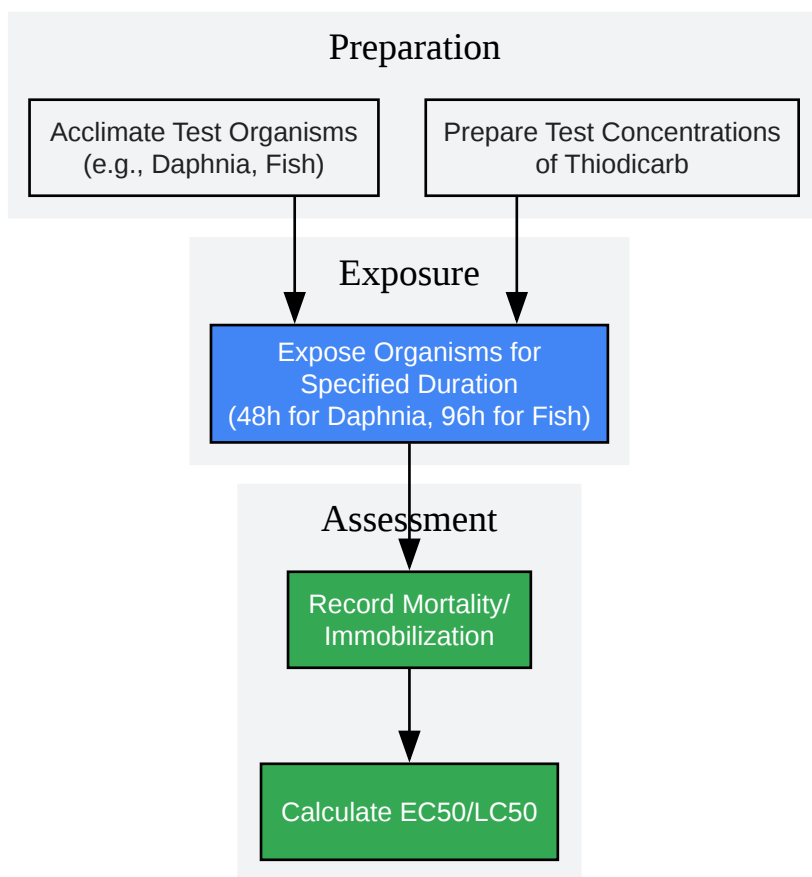 Preparation
Acclimate Test Organisms
(e.g., Daphnia, Fish)
Prepare Test Concentrations
of Thiodicarb
Exposure
Expose Organisms for
Specified Duration
(48h for Daphnia, 96h for Fish)
Assessment
Record Mortality/
Immobilization
Calculate EC50/LC50